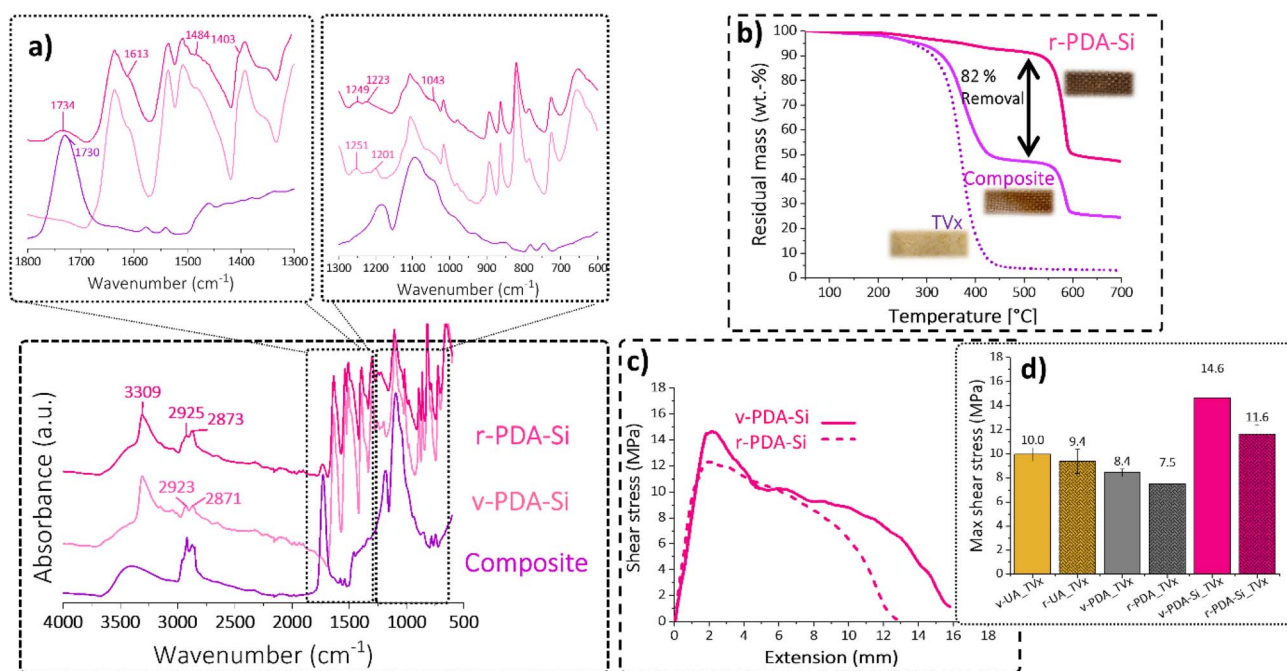 a)
1734
1613
1484
1403
1730
1800 1700 1600 1500 1400 1300
Wavenumber (cm-1)
1249
1223
1043
1251
1201
1300 1200 1100 1000 900 800 700 600
Wavenumber (cm-1)
3309
2925
2873
r-PDA-Si
2923
2871
v-PDA-Si
Composite
Absorbance (a.u.)
4000 3500 3000 2500 2000 1500 1000 500
Wavenumber (cm-1)
b)
r-PDA-Si
82 %
Removal
Composite
TVx
Residual mass (wt.-%)
100
90
80
70
60
50
40
30
20
10
0
100 200 300 400 500 600 700
Temperature [°C]
c)
v-PDA-Si
r-PDA-Si
Shear stress (MPa)
18
16
14
12
10
8
6
4
2
0
0 2 4 6 8 10 12 14 16 18
Extension (mm)
d)
Max shear stress (MPa)
18
16
14
12
10
8
6
4
2
0
10.0
9.4
8.4
7.5
14.6
11.6
v-UA_TVx
r-UA_TVx
v-PDA_TVx
r-PDA_TVx
v-PDA-Si_TVx
r-PDA-Si_TVx